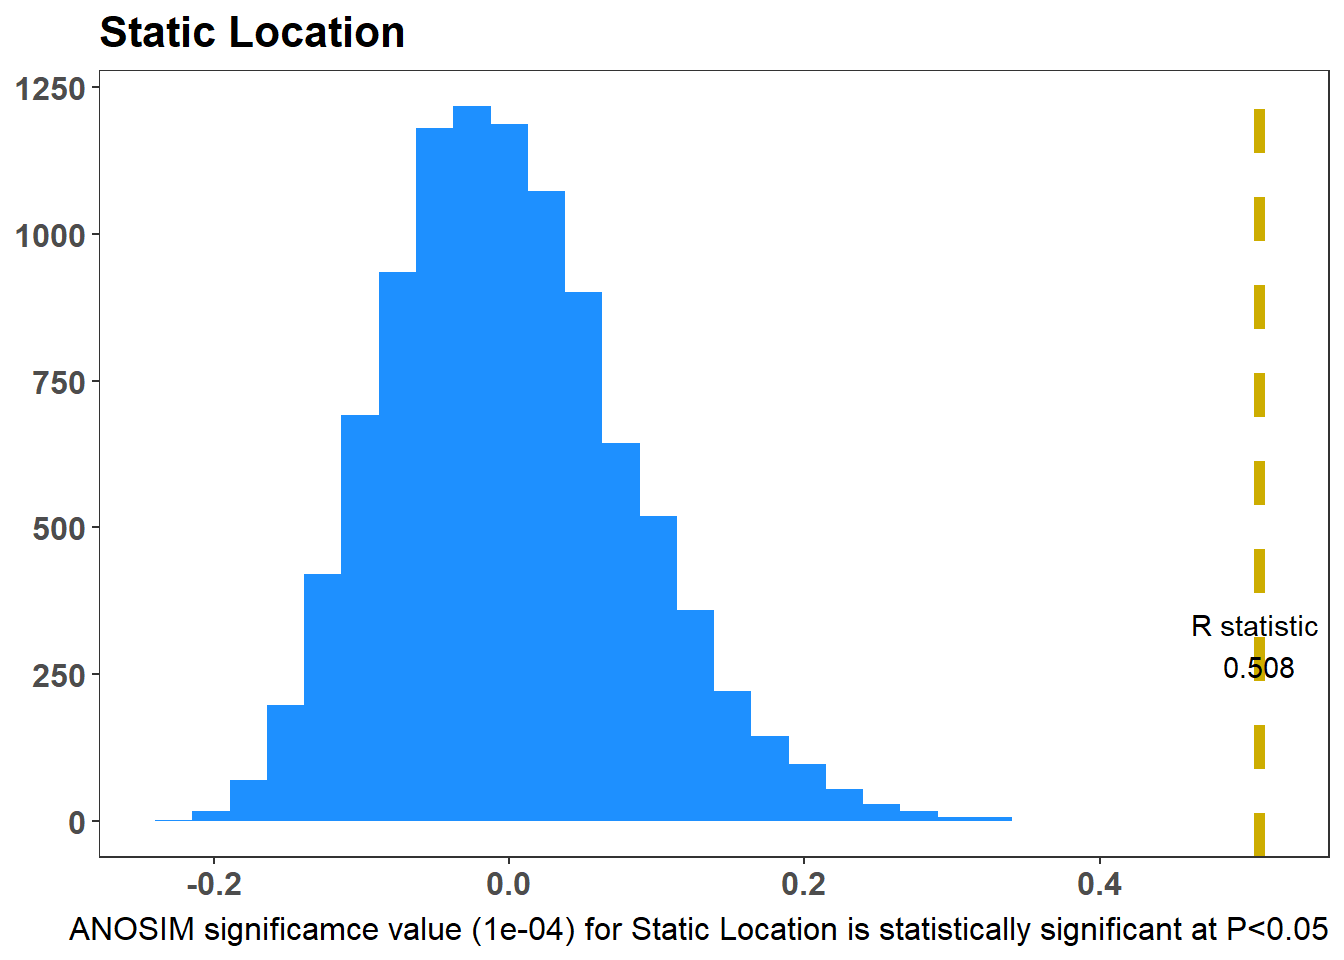 Static Location
1250
1000
750
500
250
0
R statistic
0.508
-0.2 0.0 0.2 0.4
ANOSIM significamce value (1e-04) for Static Location is statistically significant at P<0.05